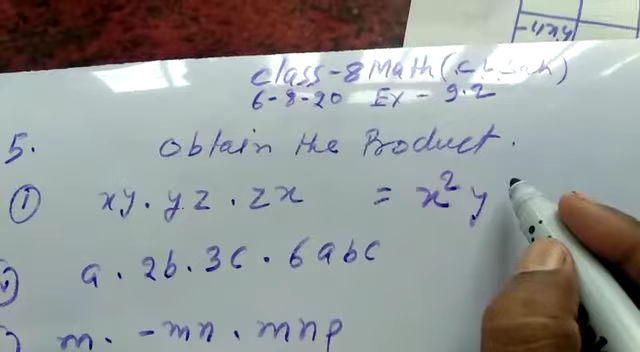 Class-8 Math
6-8-20 Ex - 9.2
5. Obtain the Product.
① xy. yz. zx = x² y
a. 2b. 3c. 6abc
m. -mn. mnp